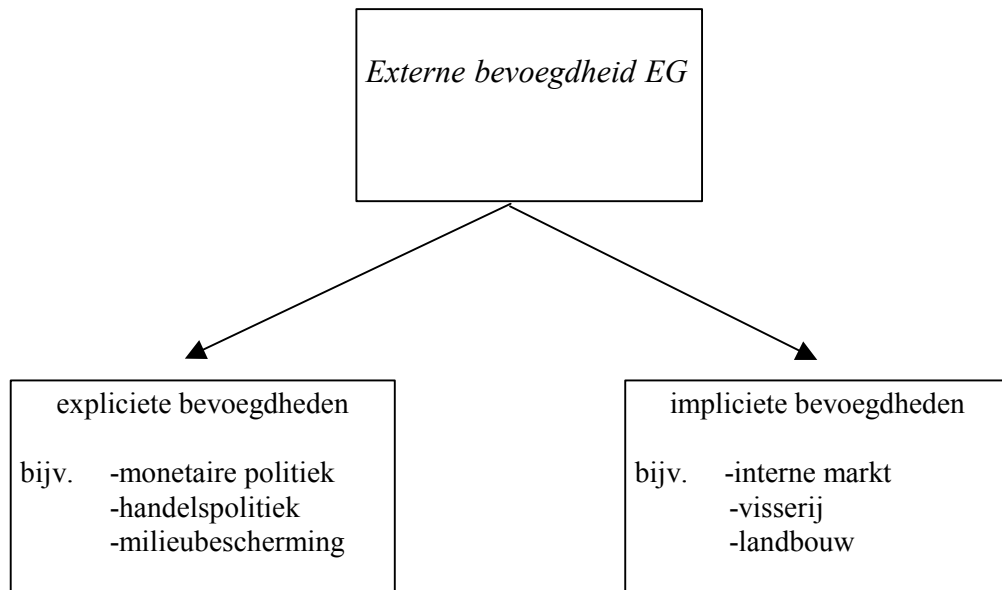 Externe bevoegdheid EG
expliciete bevoegdheden
bijv. -monetaire politiek
-handelspolitiek
-milieubescherming
impliciete bevoegdheden
bijv. -interne markt
-visserij
-landbouw